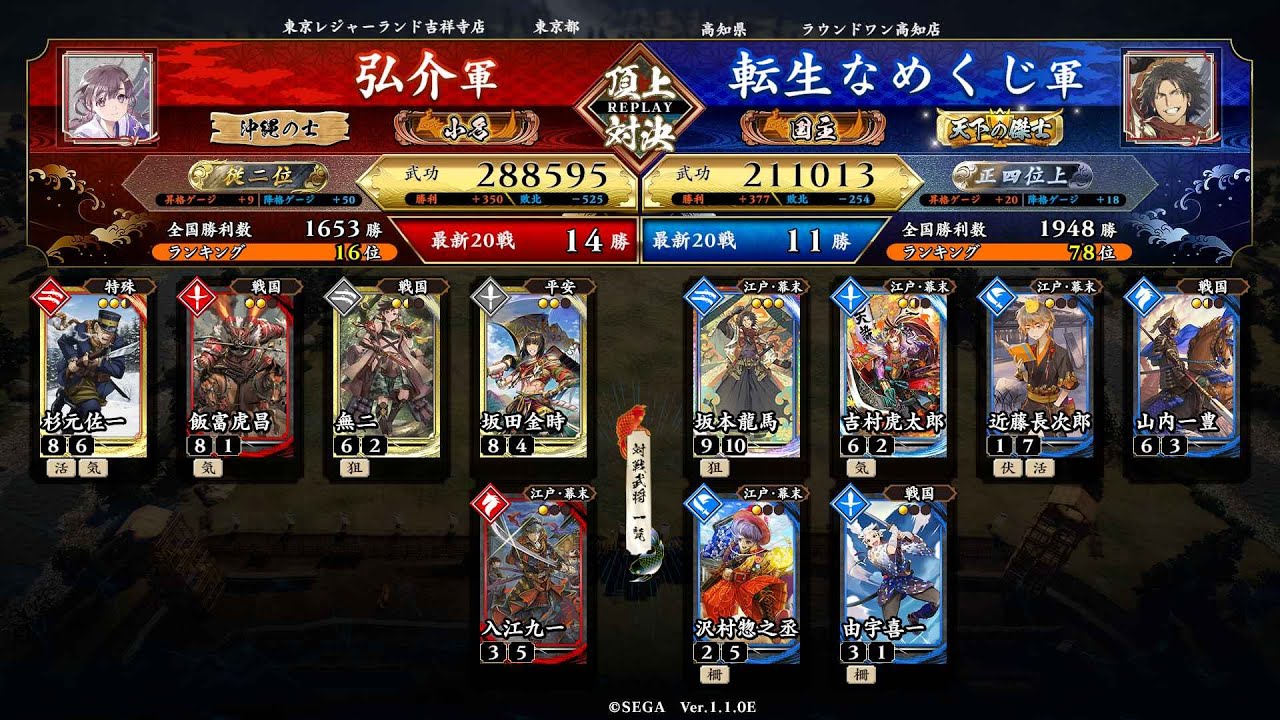 東京レジャーランド吉祥寺店 東京都
高知県 ラウンドワン高知店
弘介軍
頂上
REPLAY
対決
転生なめくじ軍
沖縄の士
小名
国主
天下の傑士
従二位
武功 288595
武功 211013
正四位上
昇格ゲージ +9 降格ゲージ +50
勝利 +350 敗北 -525
勝利 +377 敗北 -254
昇格ゲージ +20 降格ゲージ +18
全国勝利数 1653勝
ランキング 16位
最新20戦 14勝
最新20戦 11勝
全国勝利数 1948勝
ランキング 78位
特殊
戦国
戦国
平安
江戸・幕末
江戸・幕末
江戸・幕末
戦国
杉元佐一
飯富虎昌
無二
坂田金時
坂本龍馬
吉村虎太郎
近藤長次郎
山内一豊
8 6
8 1
6 2
8 4
9 10
6 2
1 7
6 3
活 気
気
狙
狙
気
伏 活
対戦武将一覧
江戸・幕末
江戸・幕末
戦国
入江九一
沢村惣之丞
由宇喜一
3 5
2 5
3 1
柵
柵
©SEGA Ver.1.1.0E